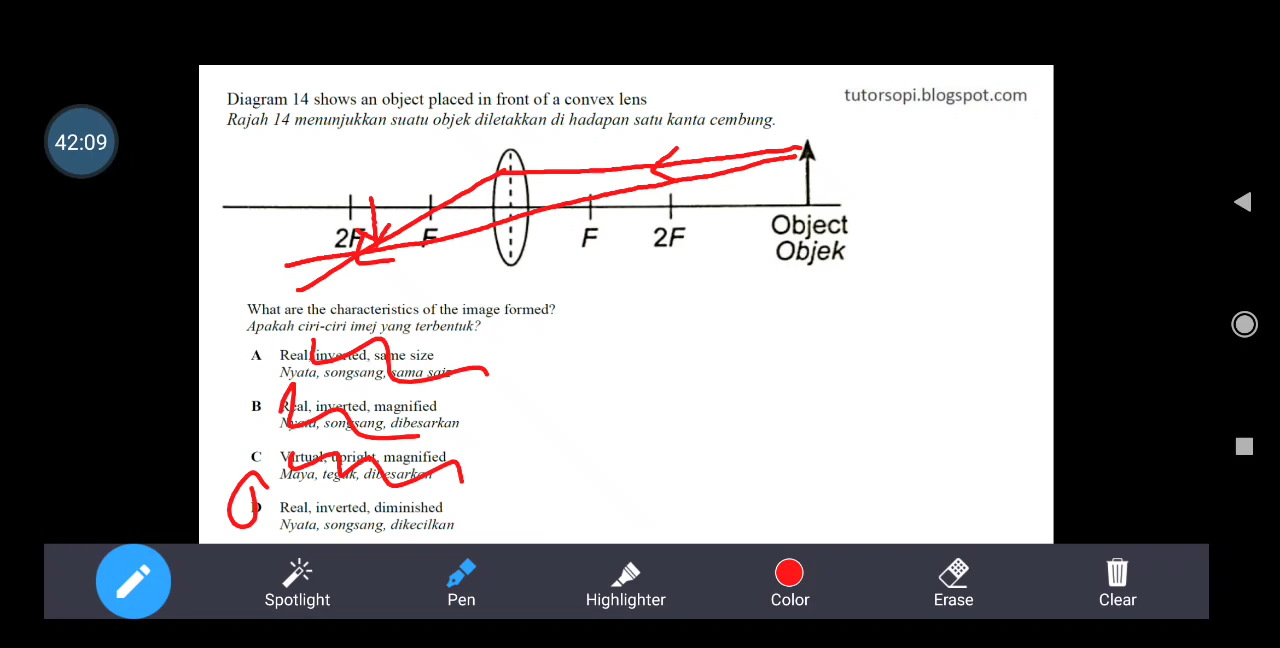 42:09
Diagram 14 shows an object placed in front of a convex lens
tutorsopi.blogspot.com
Rajah 14 menunjukkan suatu objek diletakkan di hadapan satu kanta cembung.
2F F F 2F Object
Objek
What are the characteristics of the image formed?
Apakah ciri-ciri imej yang terbentuk?
A Real, inverted, same size
Nyata, songsang, sama saiz
B Real, inverted, magnified
Nyata, songsang, dibesarkan
C Virtual, upright, magnified
Maya, tegak, dibesarkan
D Real, inverted, diminished
Nyata, songsang, dikecilkan
Spotlight Pen Highlighter Color Erase Clear